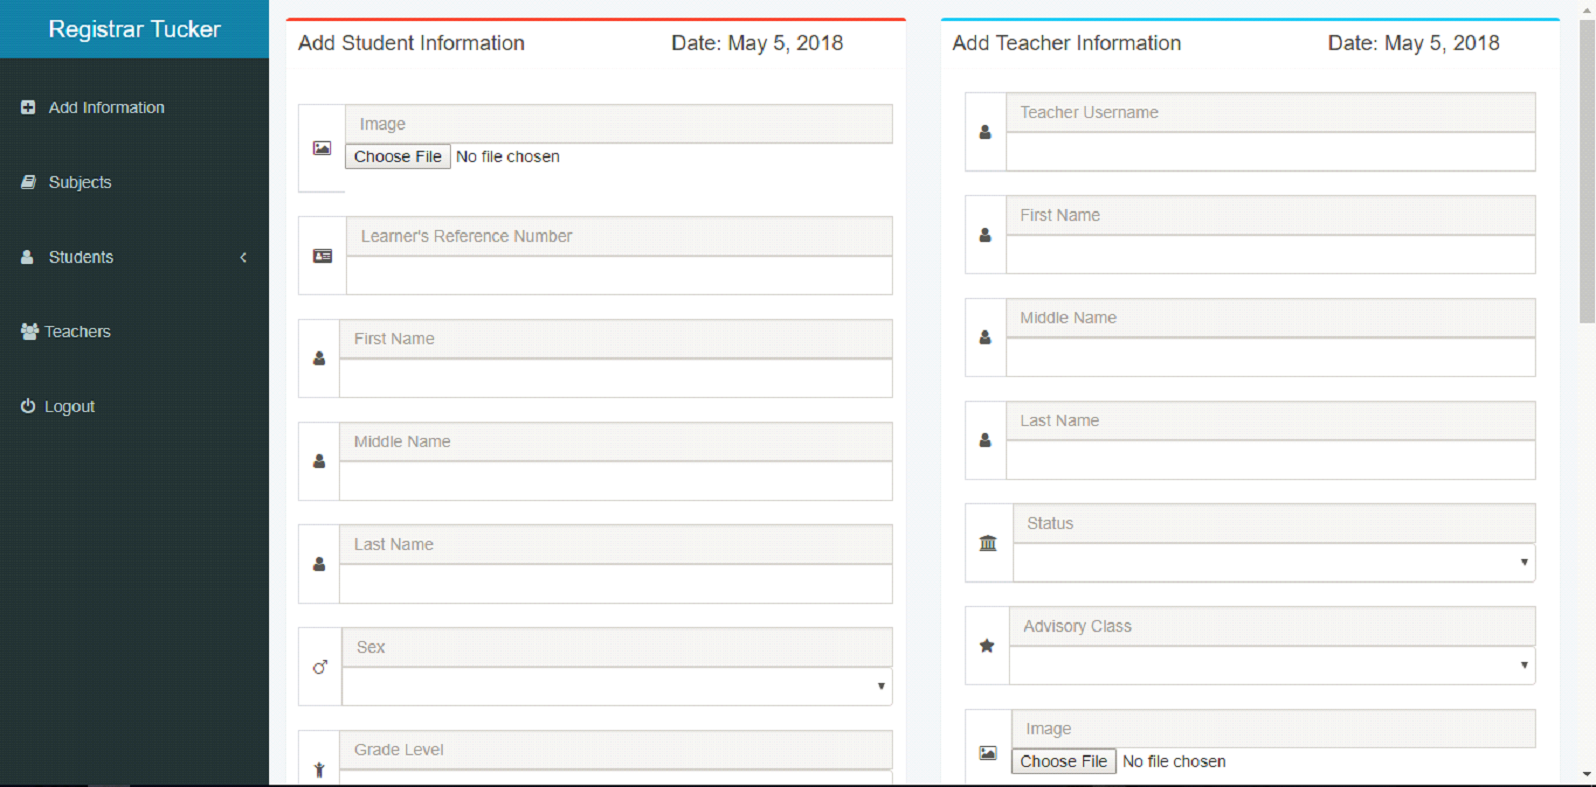 Registrar Tucker
Add Information
Subjects
Students
Teachers
Logout
Add Student Information Date: May 5, 2018
Image
Choose File No file chosen
Learner's Reference Number
First Name
Middle Name
Last Name
Sex
Grade Level
Add Teacher Information Date: May 5, 2018
Teacher Username
First Name
Middle Name
Last Name
Status
Advisory Class
Image
Choose File No file chosen